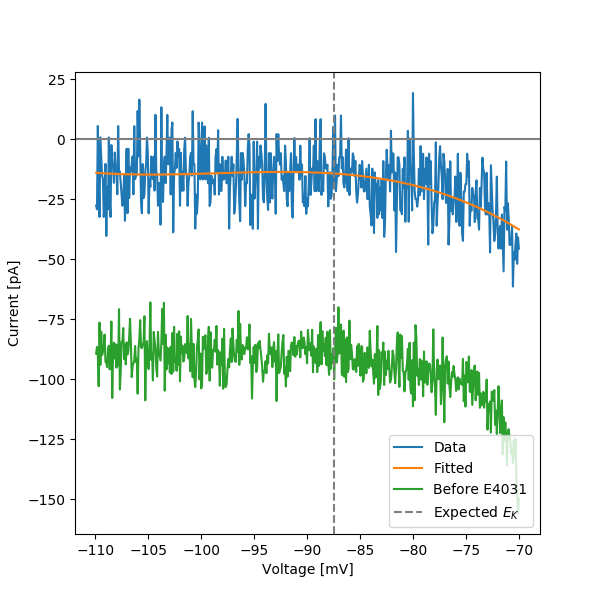 25
0
−25
−50
−75
−100
−125
−150
Current [pA]
−110 −105 −100 −95 −90 −85 −80 −75 −70
Voltage [mV]
Data
Fitted
Before E4031
Expected E_K